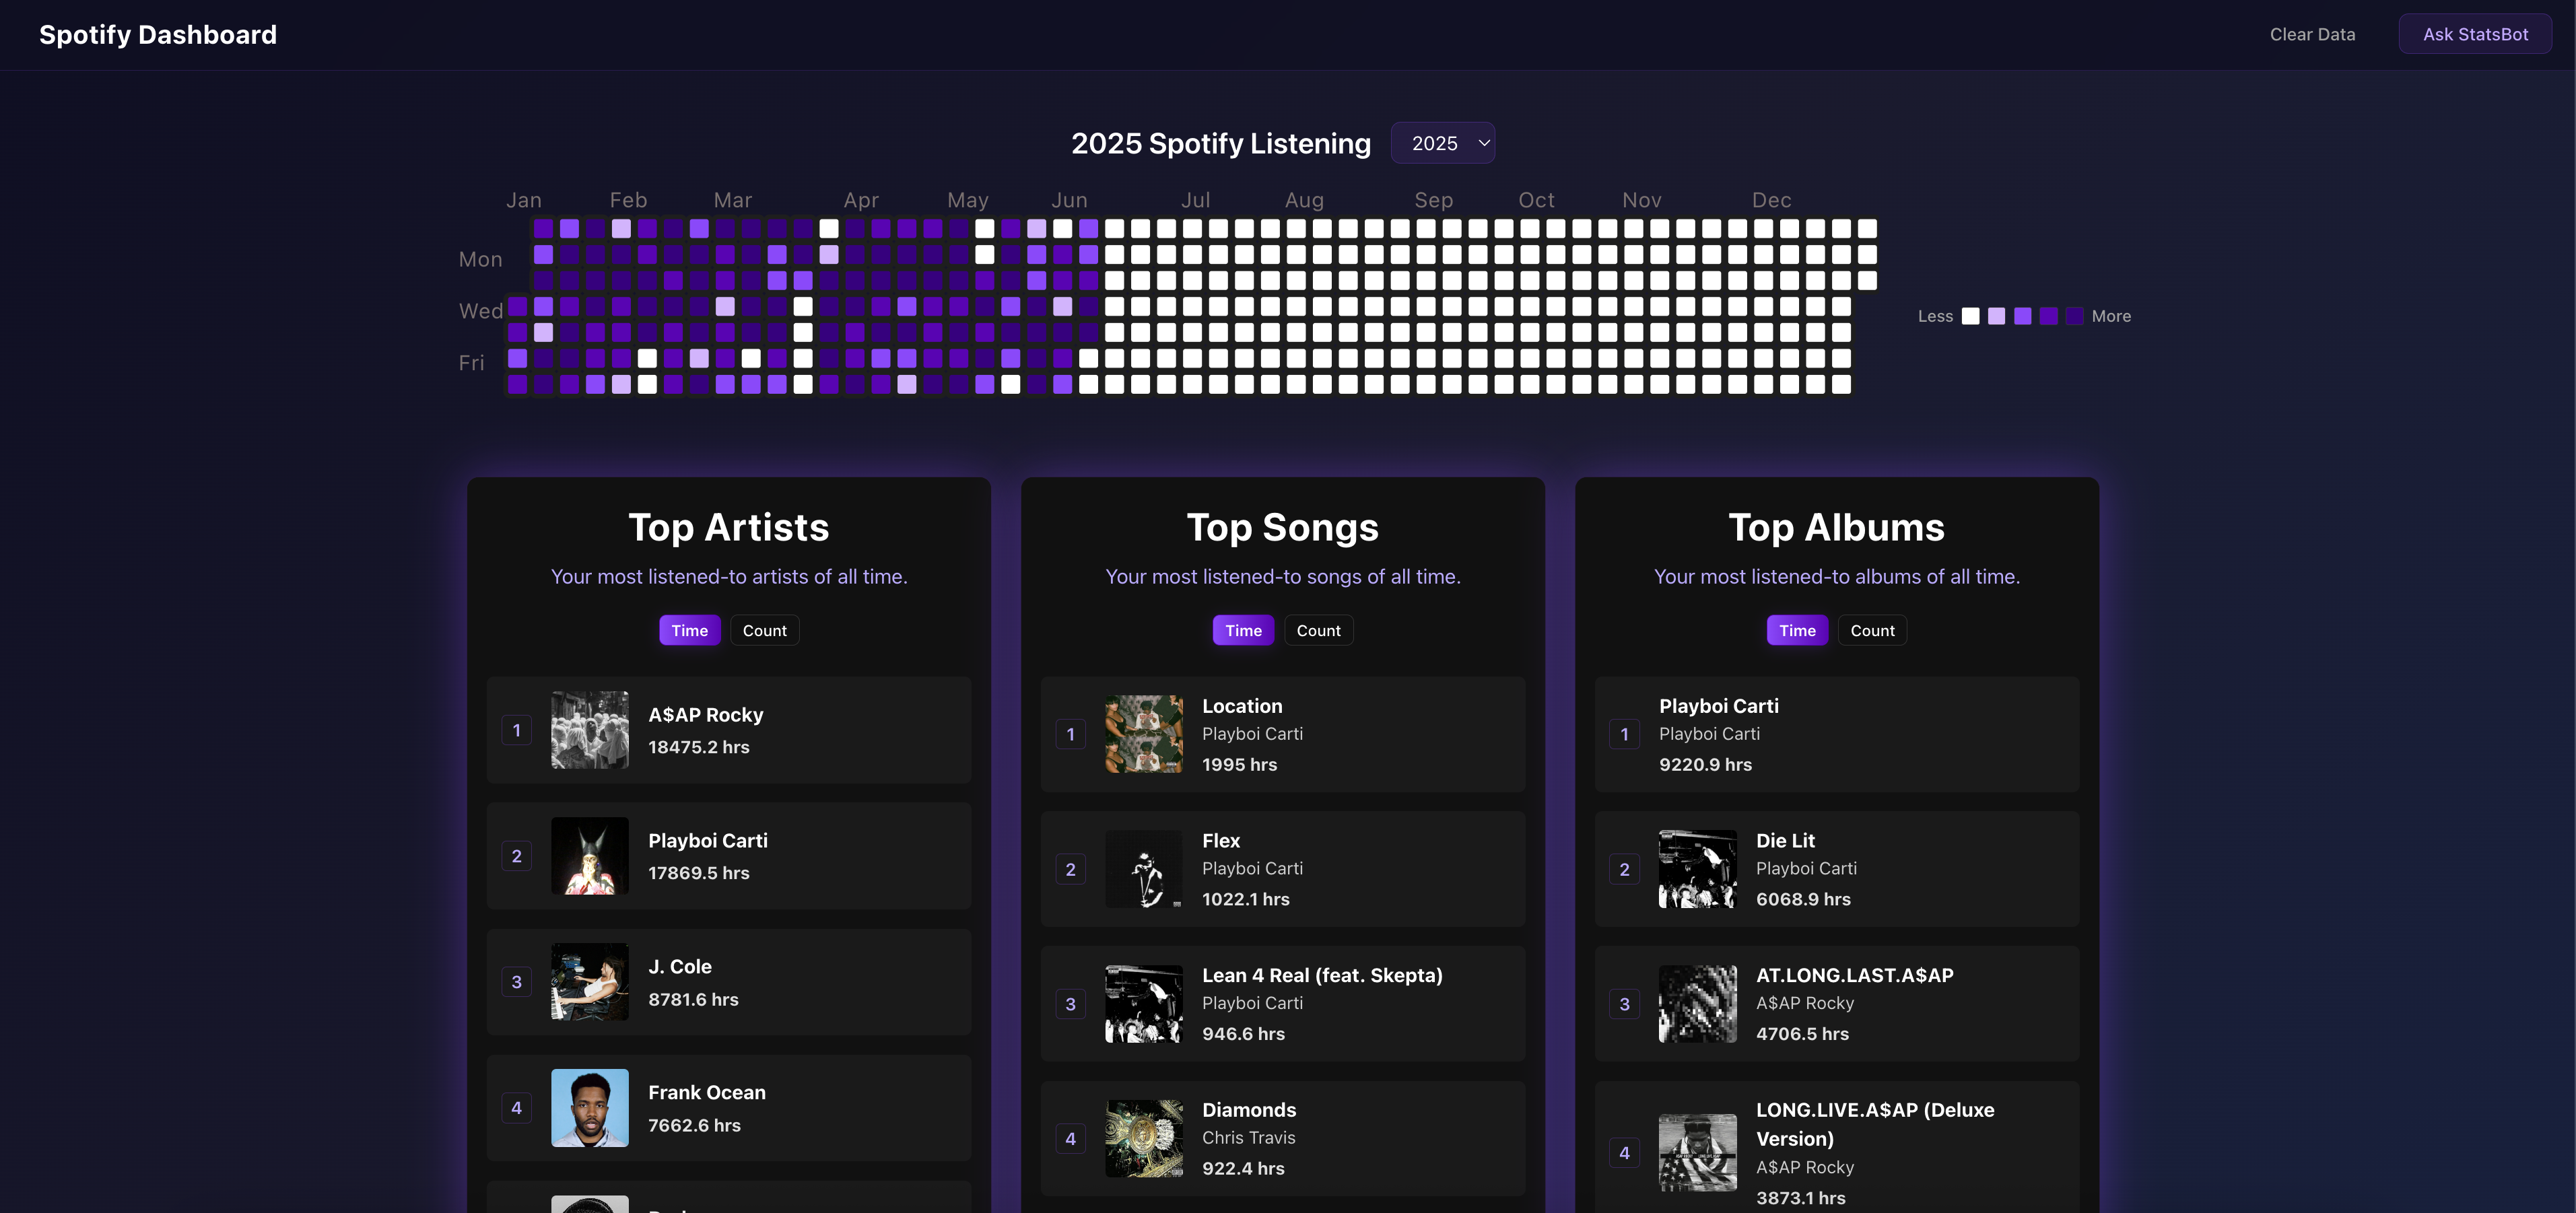 Spotify Dashboard
Clear Data
Ask StatsBot
2025 Spotify Listening
2025
Jan Feb Mar Apr May Jun Jul Aug Sep Oct Nov Dec
Mon
Wed
Fri
Less
More
Top Artists
Your most listened-to artists of all time.
Time
Count
1
A$AP Rocky
18475.2 hrs
2
Playboi Carti
17869.5 hrs
3
J. Cole
8781.6 hrs
4
Frank Ocean
7662.6 hrs
Top Songs
Your most listened-to songs of all time.
Time
Count
1
Location
Playboi Carti
1995 hrs
2
Flex
Playboi Carti
1022.1 hrs
3
Lean 4 Real (feat. Skepta)
Playboi Carti
946.6 hrs
4
Diamonds
Chris Travis
922.4 hrs
Top Albums
Your most listened-to albums of all time.
Time
Count
1
Playboi Carti
Playboi Carti
9220.9 hrs
2
Die Lit
Playboi Carti
6068.9 hrs
3
AT.LONG.LAST.A$AP
A$AP Rocky
4706.5 hrs
4
LONG.LIVE.A$AP (Deluxe
Version)
A$AP Rocky
3873.1 hrs